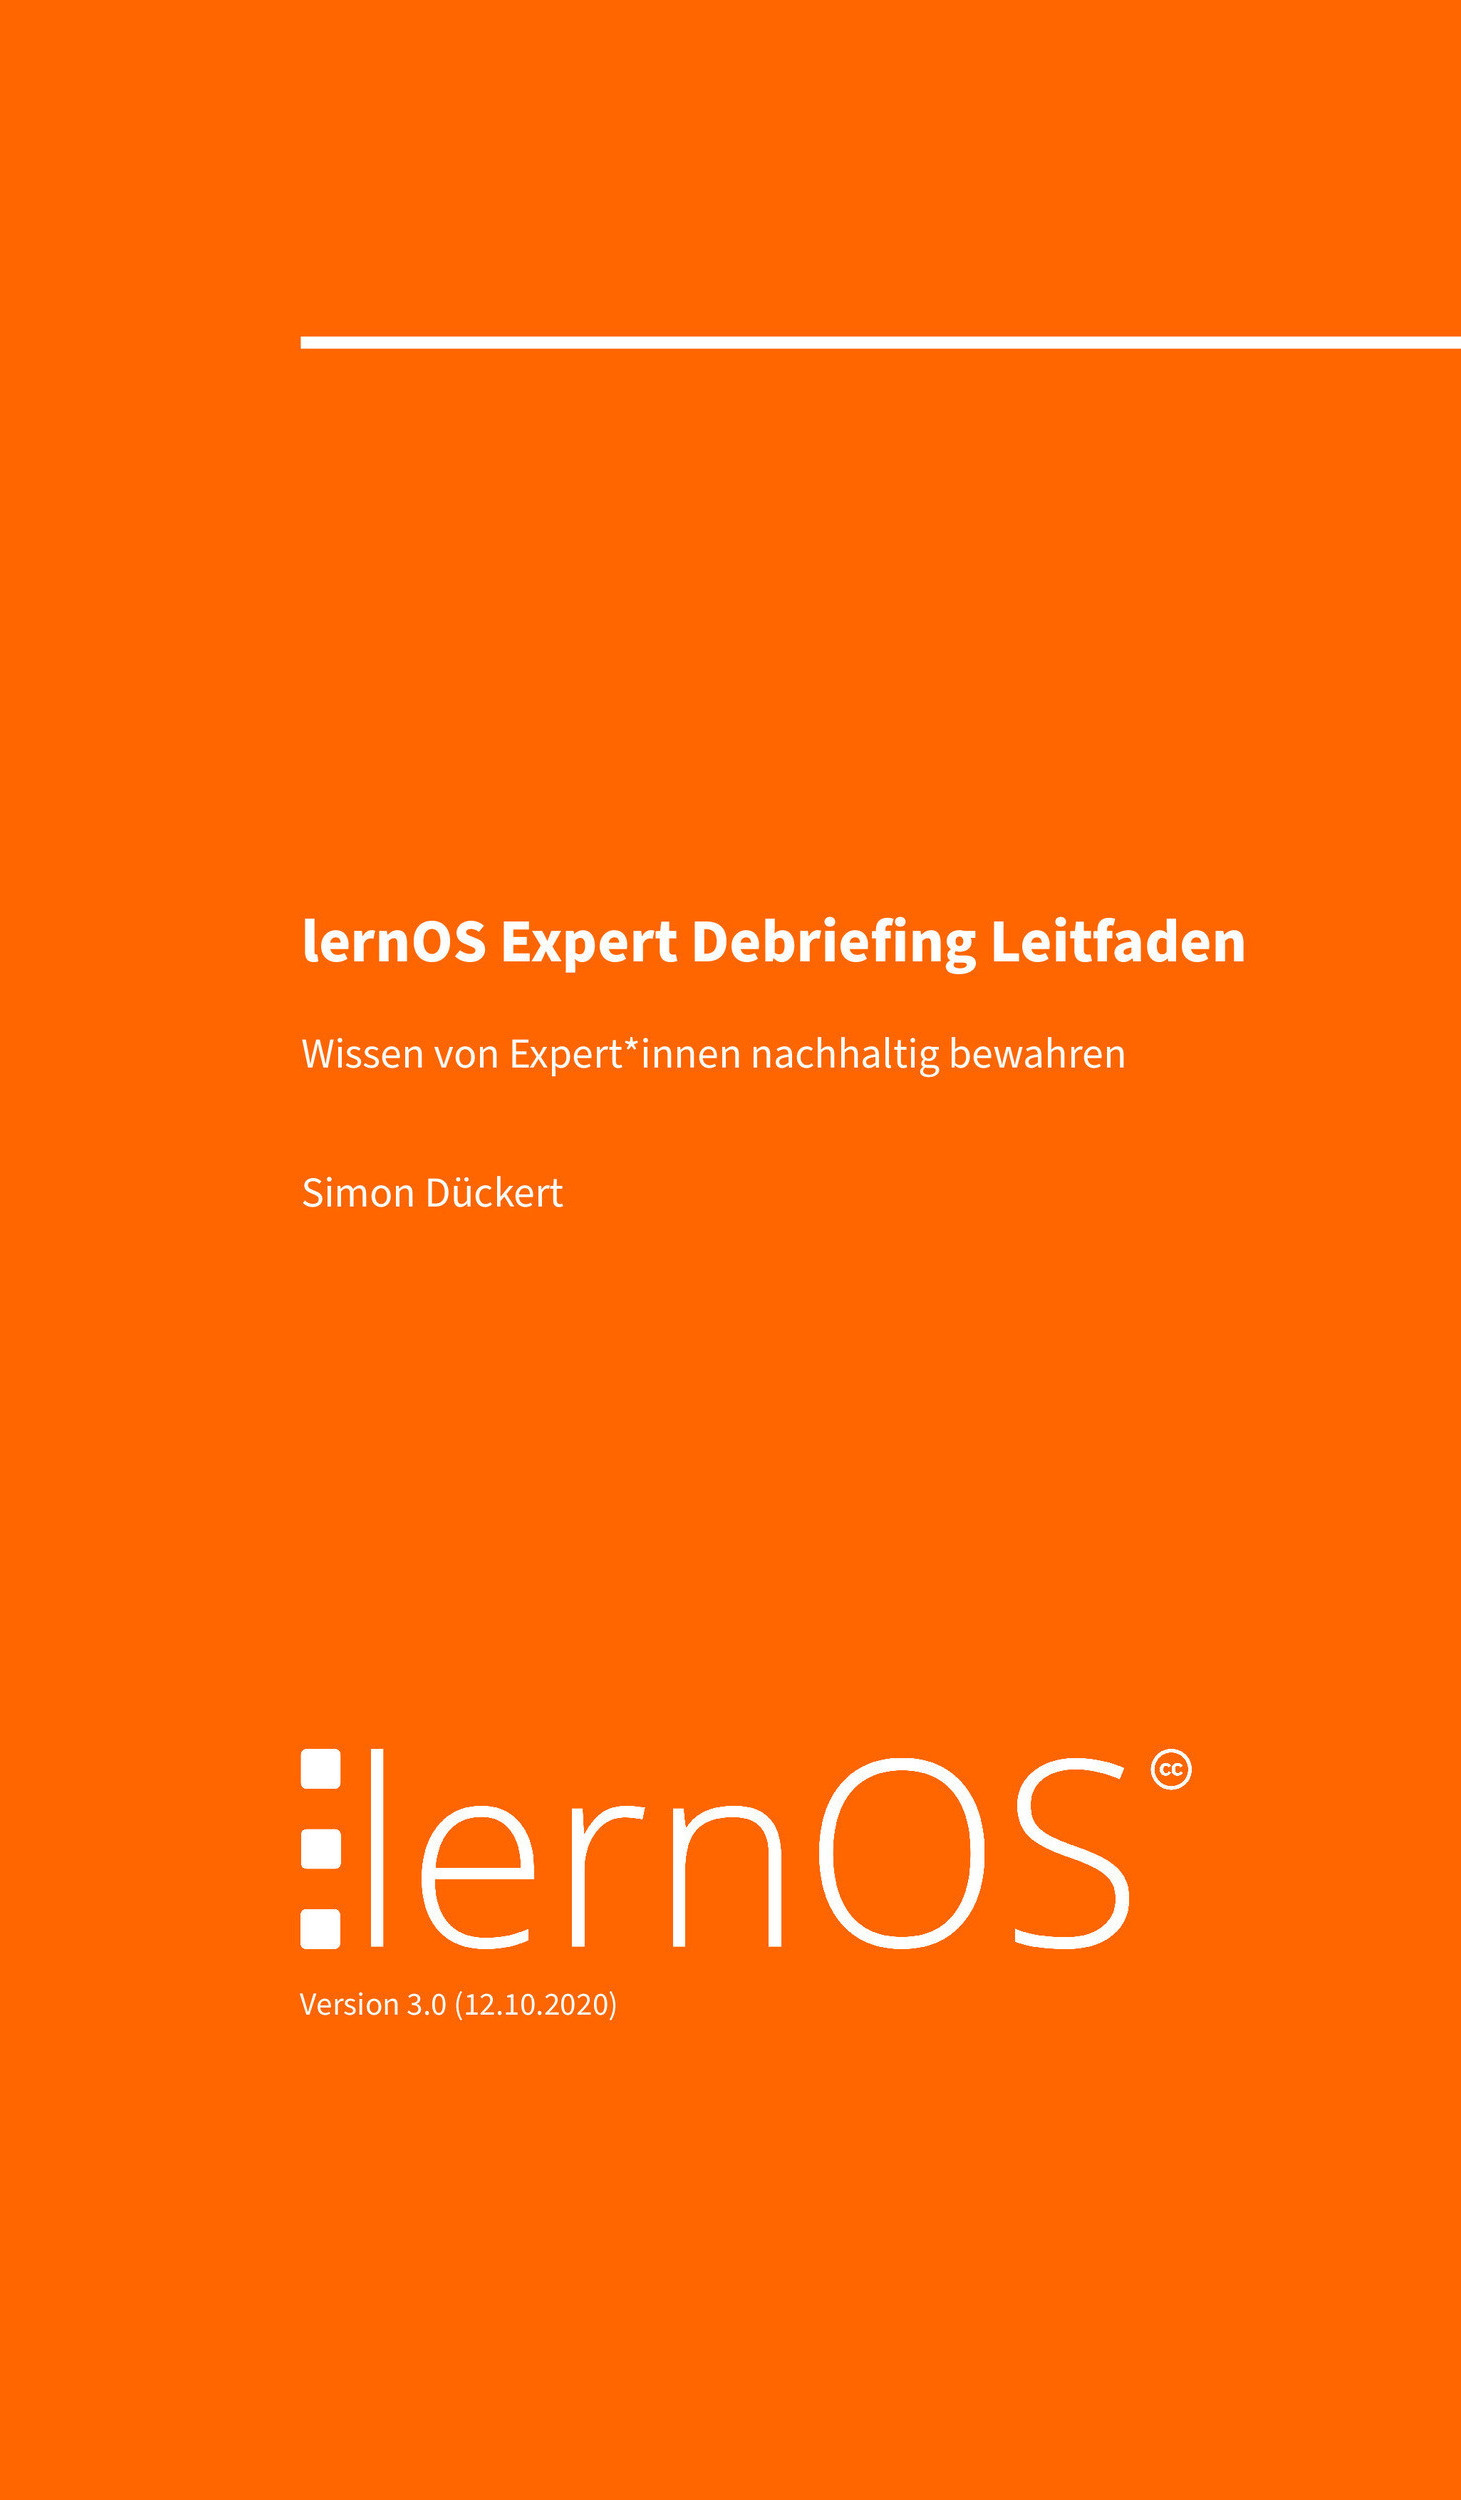 lernOS Expert Debriefing Leitfaden
Wissen von Expert*innen nachhaltig bewahren
Simon Dückert
lernOS cc
Version 3.0 (12.10.2020)